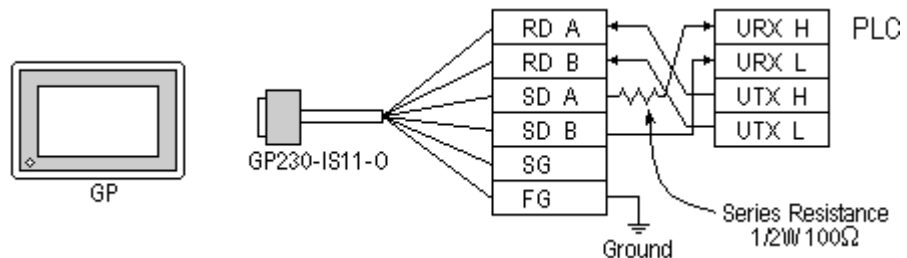 RD A
URX H
PLC
RD B
URX L
SD A
UTX H
SD B
UTX L
GP230-IS11-O
SG
GP
FG
Series Resistance
1/2W 100Ω
Ground